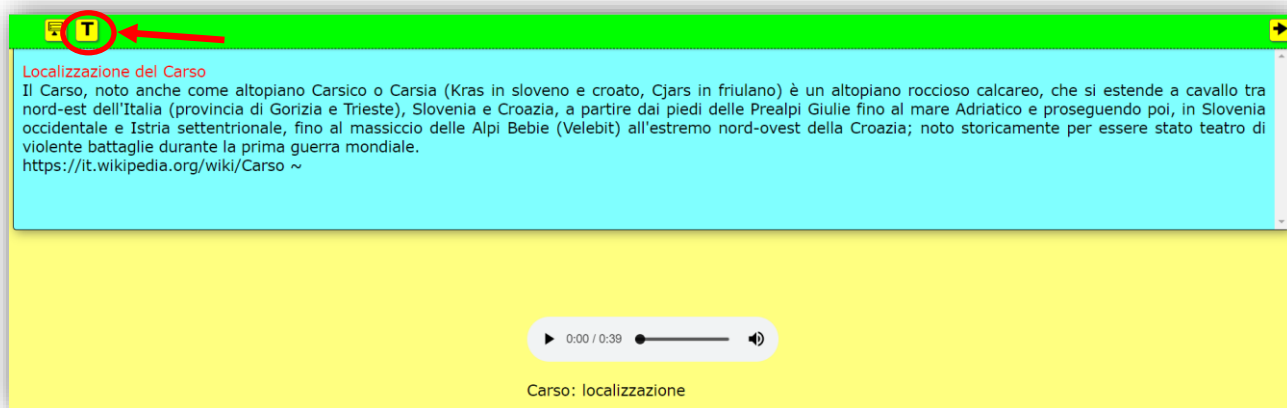 T
Localizzazione del Carso
Il Carso, noto anche come altopiano Carsico o Carsia (Kras in sloveno e croato, Cjars in friulano) è un altopiano roccioso calcareo, che si estende a cavallo tra
nord-est dell'Italia (provincia di Gorizia e Trieste), Slovenia e Croazia, a partire dai piedi delle Prealpi Giulie fino al mare Adriatico e proseguendo poi, in Slovenia
occidentale e Istria settentrionale, fino al massiccio delle Alpi Bebie (Velebit) all'estremo nord-ovest della Croazia; noto storicamente per essere stato teatro di
violente battaglie durante la prima guerra mondiale.
https://it.wikipedia.org/wiki/Carso ~
0:00 / 0:39
Carso: localizzazione